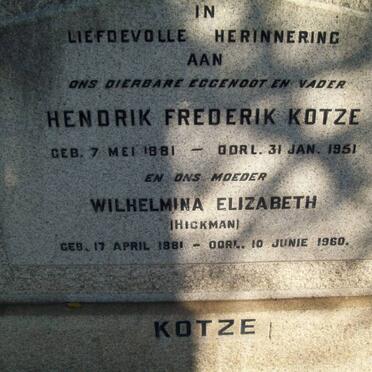 IN
LIEFDEVOLLE HERINNERING
AAN
ONS DIERBARE EGGENOOT EN VADER
HENDRIK FREDERIK KOTZE
GEB. 7 MEI 1881 — OORL. 31 JAN. 1951
EN ONS MOEDER
WILHELMINA ELIZABETH
(HICKMAN)
GEB. 17 APRIL 1881 — OORL. 10 JUNIE 1960.
KOTZE